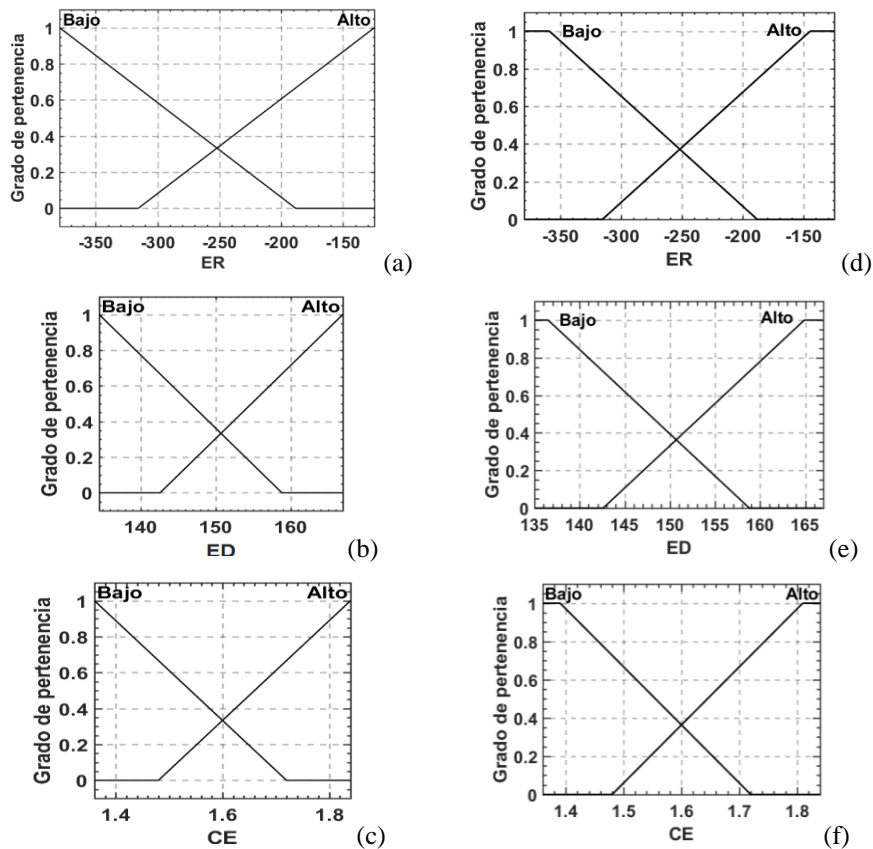 Bajo Alto
1
0.8
0.6
0.4
0.2
0
Grado de pertenencia
-350 -300 -250 -200 -150
ER
(a)
Bajo Alto
1
0.8
0.6
0.4
0.2
0
Grado de pertenencia
-350 -300 -250 -200 -150
ER
(d)
Bajo Alto
1
0.8
0.6
0.4
0.2
0
Grado de pertenencia
140 150 160
ED
(b)
Bajo Alto
1
0.8
0.6
0.4
0.2
0
Grado de pertenencia
135 140 145 150 155 160 165
ED
(e)
Bajo Alto
1
0.8
0.6
0.4
0.2
0
Grado de pertenencia
1.4 1.6 1.8
CE
(c)
Bajo Alto
1
0.8
0.6
0.4
0.2
0
Grado de pertenencia
1.4 1.5 1.6 1.7 1.8
CE
(f)